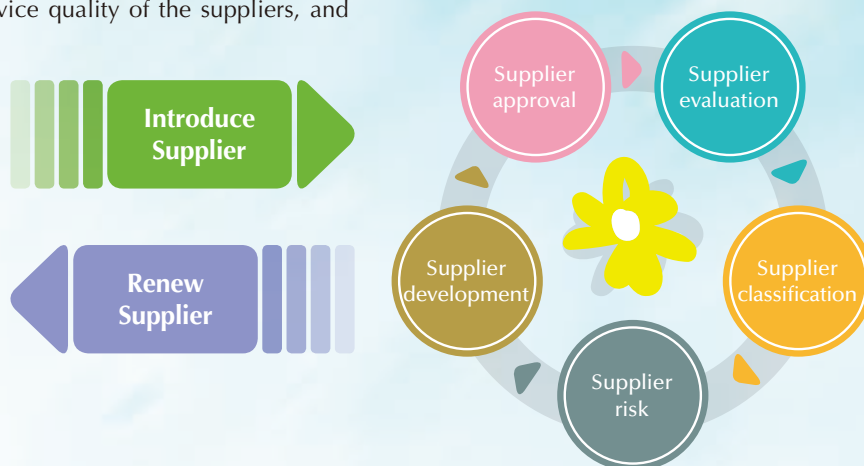 vice quality of the suppliers, and
Introduce
Supplier
Renew
Supplier
Supplier
approval
Supplier
evaluation
Supplier
classification
Supplier
risk
Supplier
development